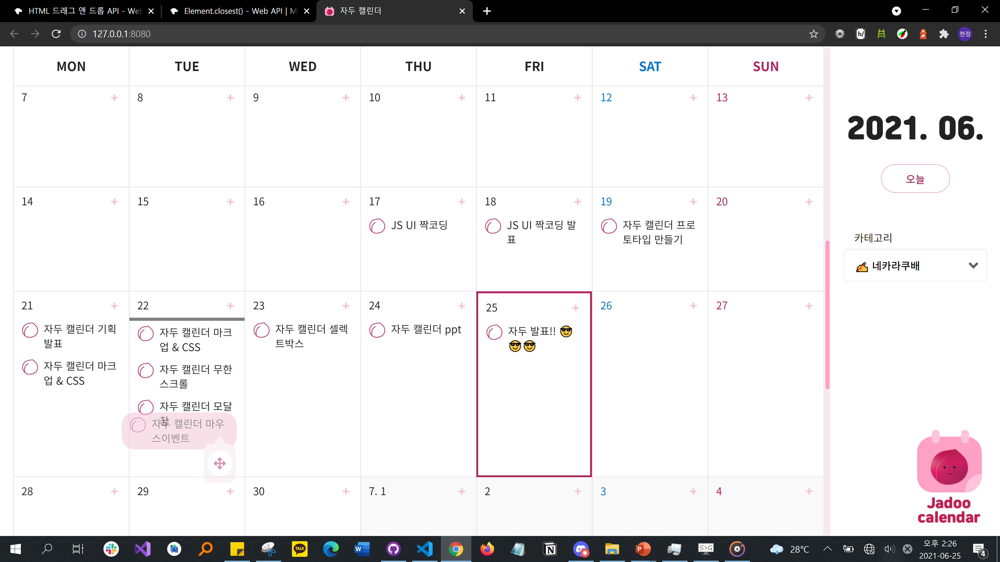 HTML 드래그 앤 드롭 API - Web
Element.closest() - Web API | M
자두 캘린더
127.0.0.1:8080
h/
현정
MON TUE WED THU FRI SAT SUN
7 + 8 + 9 + 10 + 11 + 12 + 13 +
14 + 15 + 16 + 17 + 18 + 19 + 20 +
JS UI 짝코딩
JS UI 짝코딩 발
표
자두 캘린더 프로
토타입 만들기
21 + 22 + 23 + 24 + 25 + 26 + 27 +
자두 캘린더 기획
발표
자두 캘린더 마크
업 & CSS
자두 캘린더 마크
업 & CSS
자두 캘린더 무한
스크롤
자두 캘린더 모달
창
자두 캘린더 마우
스이벤트
자두 캘린더 셀렉
트박스
자두 캘린더 ppt
자두 발표!! 😎
😎😎
28 + 29 + 30 + 7. 1 + 2 + 3 + 4 +
2021. 06.
오늘
카테고리
✍ 네카라쿠배
Jadoo
calendar
AI
TALK
W
N
P
S>G
28°C
오후 2:26
2021-06-25
4